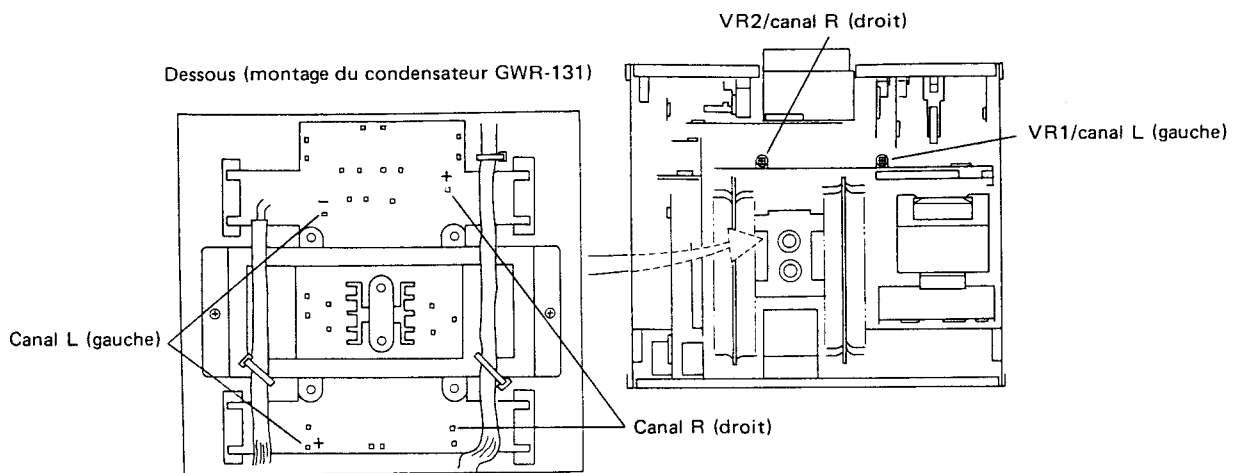 VR2/canal R (droit)
Dessous (montage du condensateur GWR-131)
VR1/canal L (gauche)
+
−
Canal L (gauche)
Canal R (droit)
+